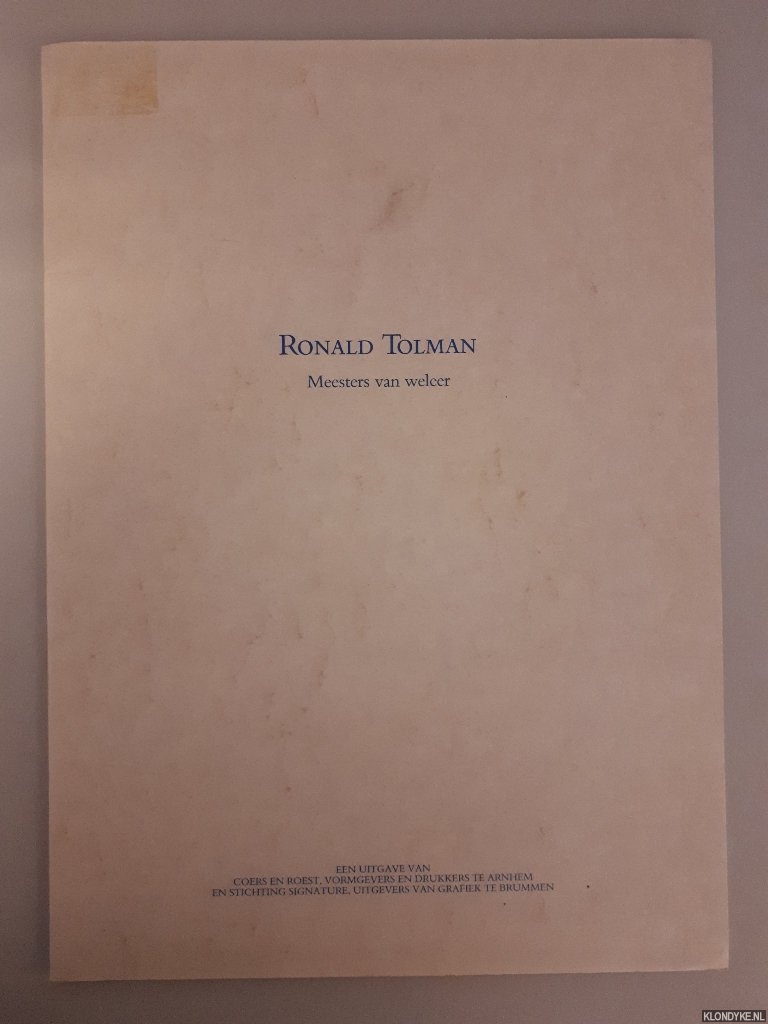 RONALD TOLMAN
Meesters van weleer
EEN UITGAVE VAN
COERS EN ROEST, VORMGEVERS EN DRUKKERS TE ARNHEM
EN STICHTING SIGNATURE, UITGEVERS VAN GRAFIEK TE BRUMMEN
KLONDYKE.NL